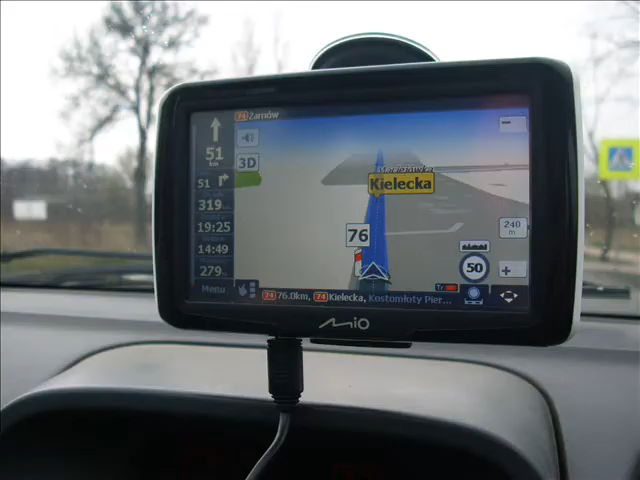 74 Żarnów
51
km
3D
51
319
19:25
14:49
279
Menu
Kielecka
76
240
m
50
Tr
74 76.0km, 74 Kielecka, Kostomłoty Pier...
Mio